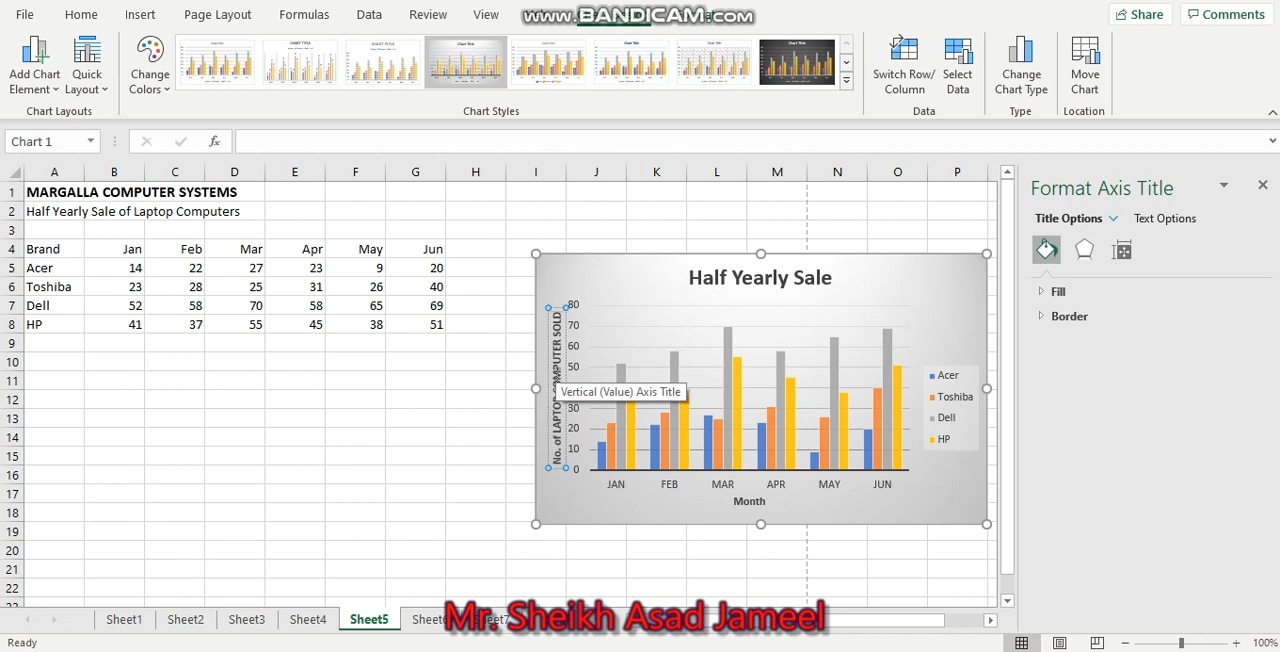 File Home Insert Page Layout Formulas Data Review View
www.BANDICAM.com
Share Comments
Add Chart Element Quick Layout Change Colors
Switch Row/ Column Select Data Change Chart Type Move Chart
Chart Layouts Chart Styles Data Type Location
Chart 1 fx
A B C D E F G H I J K L M N O P
1 MARGALLA COMPUTER SYSTEMS
2 Half Yearly Sale of Laptop Computers
3
4 Brand Jan Feb Mar Apr May Jun
5 Acer 14 22 27 23 9 20
6 Toshiba 23 28 25 31 26 40
7 Dell 52 58 70 58 65 69
8 HP 41 37 55 45 38 51
9
10
11
12
13
14
15
16
17
18
19
20
21
22
Half Yearly Sale
No. of LAPTOP COMPUTER SOLD
80
70
60
50
30
20
10
0
Vertical (Value) Axis Title
JAN FEB MAR APR MAY JUN
Month
Acer
Toshiba
Dell
HP
Format Axis Title
Title Options Text Options
Fill
Border
Sheet1 Sheet2 Sheet3 Sheet4 Sheet5
Mr. Sheikh Asad Jameel
Ready 100%